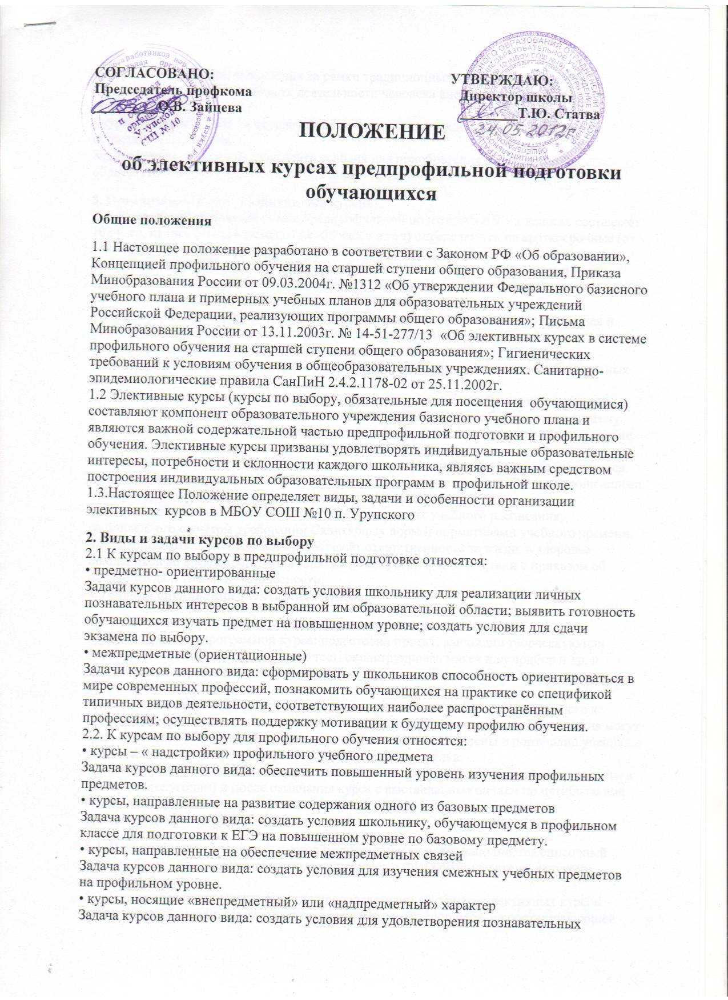 СОГЛАСОВАНО:
Председатель профкома
О.В. Зайцева
УТВЕРЖДАЮ:
Директор школы
Т.Ю. Статва
24.05.2012г
ПОЛОЖЕНИЕ
об элективных курсах предпрофильной подготовки
обучающихся
Общие положения
1.1 Настоящее положение разработано в соответствии с Законом РФ «Об образовании»,
Концепцией профильного обучения на старшей ступени общего образования, Приказа
Минобразования России от 09.03.2004г. №1312 «Об утверждении Федерального базисного
учебного плана и примерных учебных планов для образовательных учреждений
Российской Федерации, реализующих программы общего образования»; Письма
Минобразования России от 13.11.2003г. № 14-51-277/13 «Об элективных курсах в системе
профильного обучения на старшей ступени общего образования»; Гигиенических
требований к условиям обучения в общеобразовательных учреждениях. Санитарно-
эпидемиологические правила СанПиН 2.4.2.1178-02 от 25.11.2002г.
1.2 Элективные курсы (курсы по выбору, обязательные для посещения обучающимися)
составляют компонент образовательного учреждения базисного учебного плана и
являются важной содержательной частью предпрофильной подготовки и профильного
обучения. Элективные курсы призваны удовлетворять индивидуальные образовательные
интересы, потребности и склонности каждого школьника, являясь важным средством
построения индивидуальных образовательных программ в профильной школе.
1.3.Настоящее Положение определяет виды, задачи и особенности организации
элективных курсов в МБОУ СОШ №10 п. Урупского
2. Виды и задачи курсов по выбору
2.1 К курсам по выбору в предпрофильной подготовке относятся:
• предметно- ориентированные
Задачи курсов данного вида: создать условия школьнику для реализации личных
познавательных интересов в выбранной им образовательной области; выявить готовность
обучающихся изучать предмет на повышенном уровне; создать условия для сдачи
экзамена по выбору.
• межпредметные (ориентационные)
Задачи курсов данного вида: сформировать у школьников способность ориентироваться в
мире современных профессий, познакомить обучающихся на практике со спецификой
типичных видов деятельности, соответствующих наиболее распространённым
профессиям; осуществлять поддержку мотивации к будущему профилю обучения.
2.2. К курсам по выбору для профильного обучения относятся:
• курсы – « надстройки» профильного учебного предмета
Задача курсов данного вида: обеспечить повышенный уровень изучения профильных
предметов.
• курсы, направленные на развитие содержания одного из базовых предметов
Задача курсов данного вида: создать условия школьнику, обучающемуся в профильном
классе для подготовки к ЕГЭ на повышенном уровне по базовому предмету.
• курсы, направленные на обеспечение межпредметных связей
Задача курсов данного вида: создать условия для изучения смежных учебных предметов
на профильном уровне.
• курсы, носящие «внепредметный» или «надпредметный» характер
Задача курсов данного вида: создать условия для удовлетворения познавательных